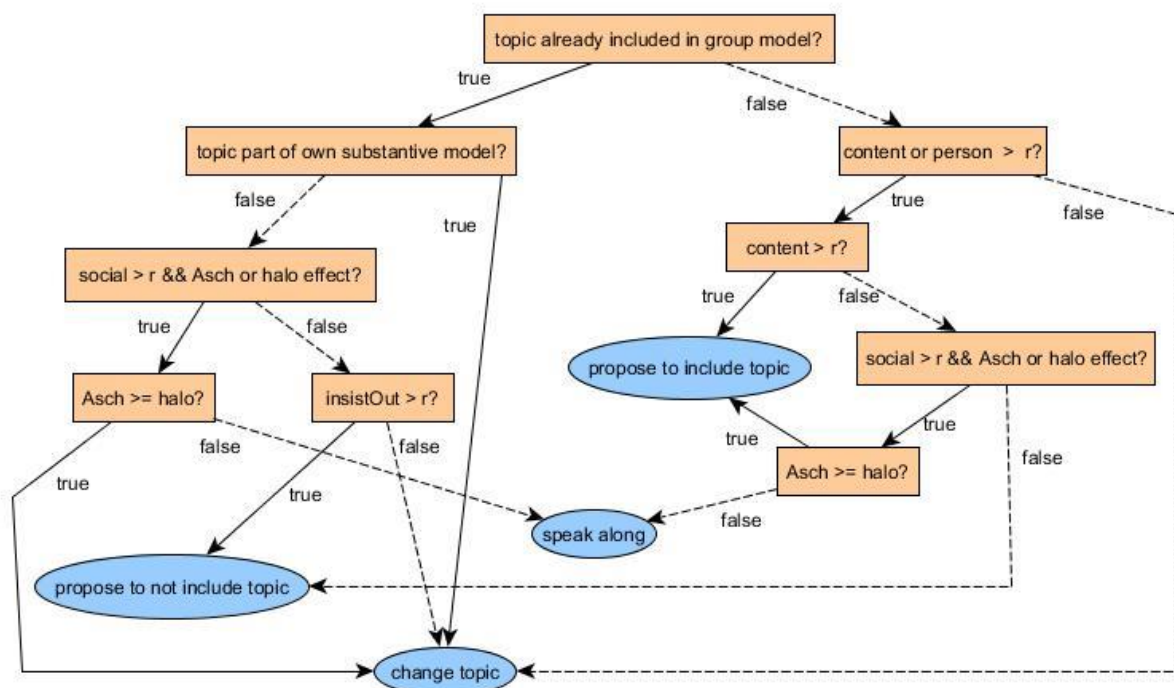 topic already included in group model?
true
false
topic part of own substantive model?
content or person > r?
false
true
true
false
content > r?
social > r && Asch or halo effect?
true
false
true
false
propose to include topic
social > r && Asch or halo effect?
Asch >= halo?
insistOut > r?
true
false
false
true
false
Asch >= halo?
true
true
false
speak along
propose to not include topic
change topic